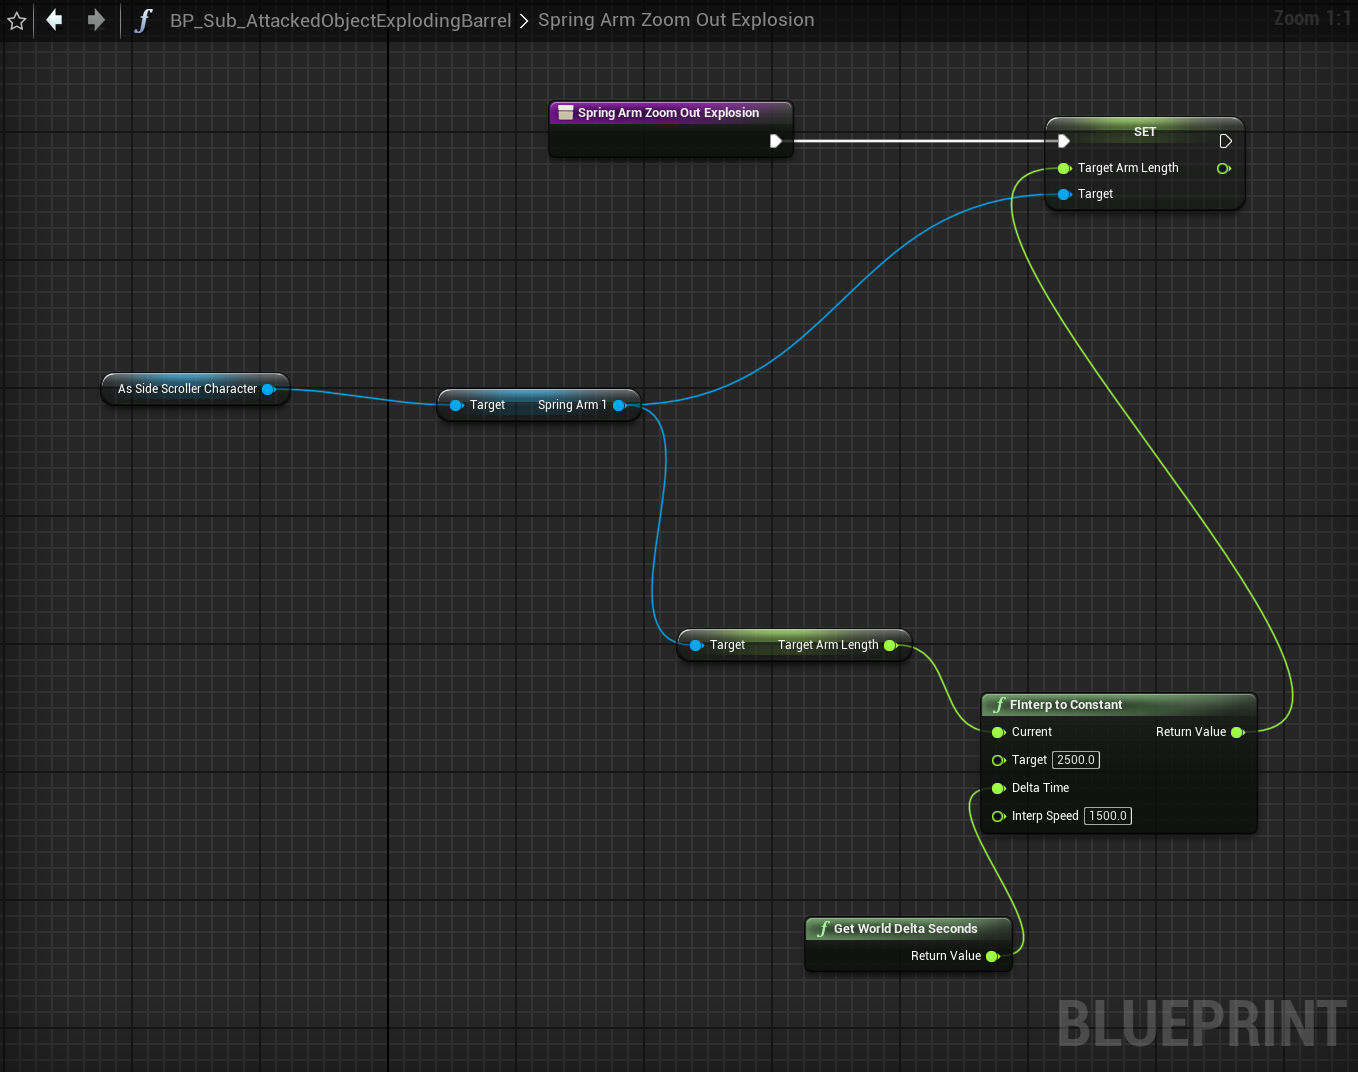 BP_Sub_AttackedObjectExplodingBarrel > Spring Arm Zoom Out Explosion
Zoom 1:1
Spring Arm Zoom Out Explosion
SET
Target Arm Length
Target
As Side Scroller Character
Target Spring Arm 1
Target Target Arm Length
f FInterp to Constant
Current Return Value
Target 2500.0
Delta Time
Interp Speed 1500.0
f Get World Delta Seconds
Return Value
BLUEPRINT